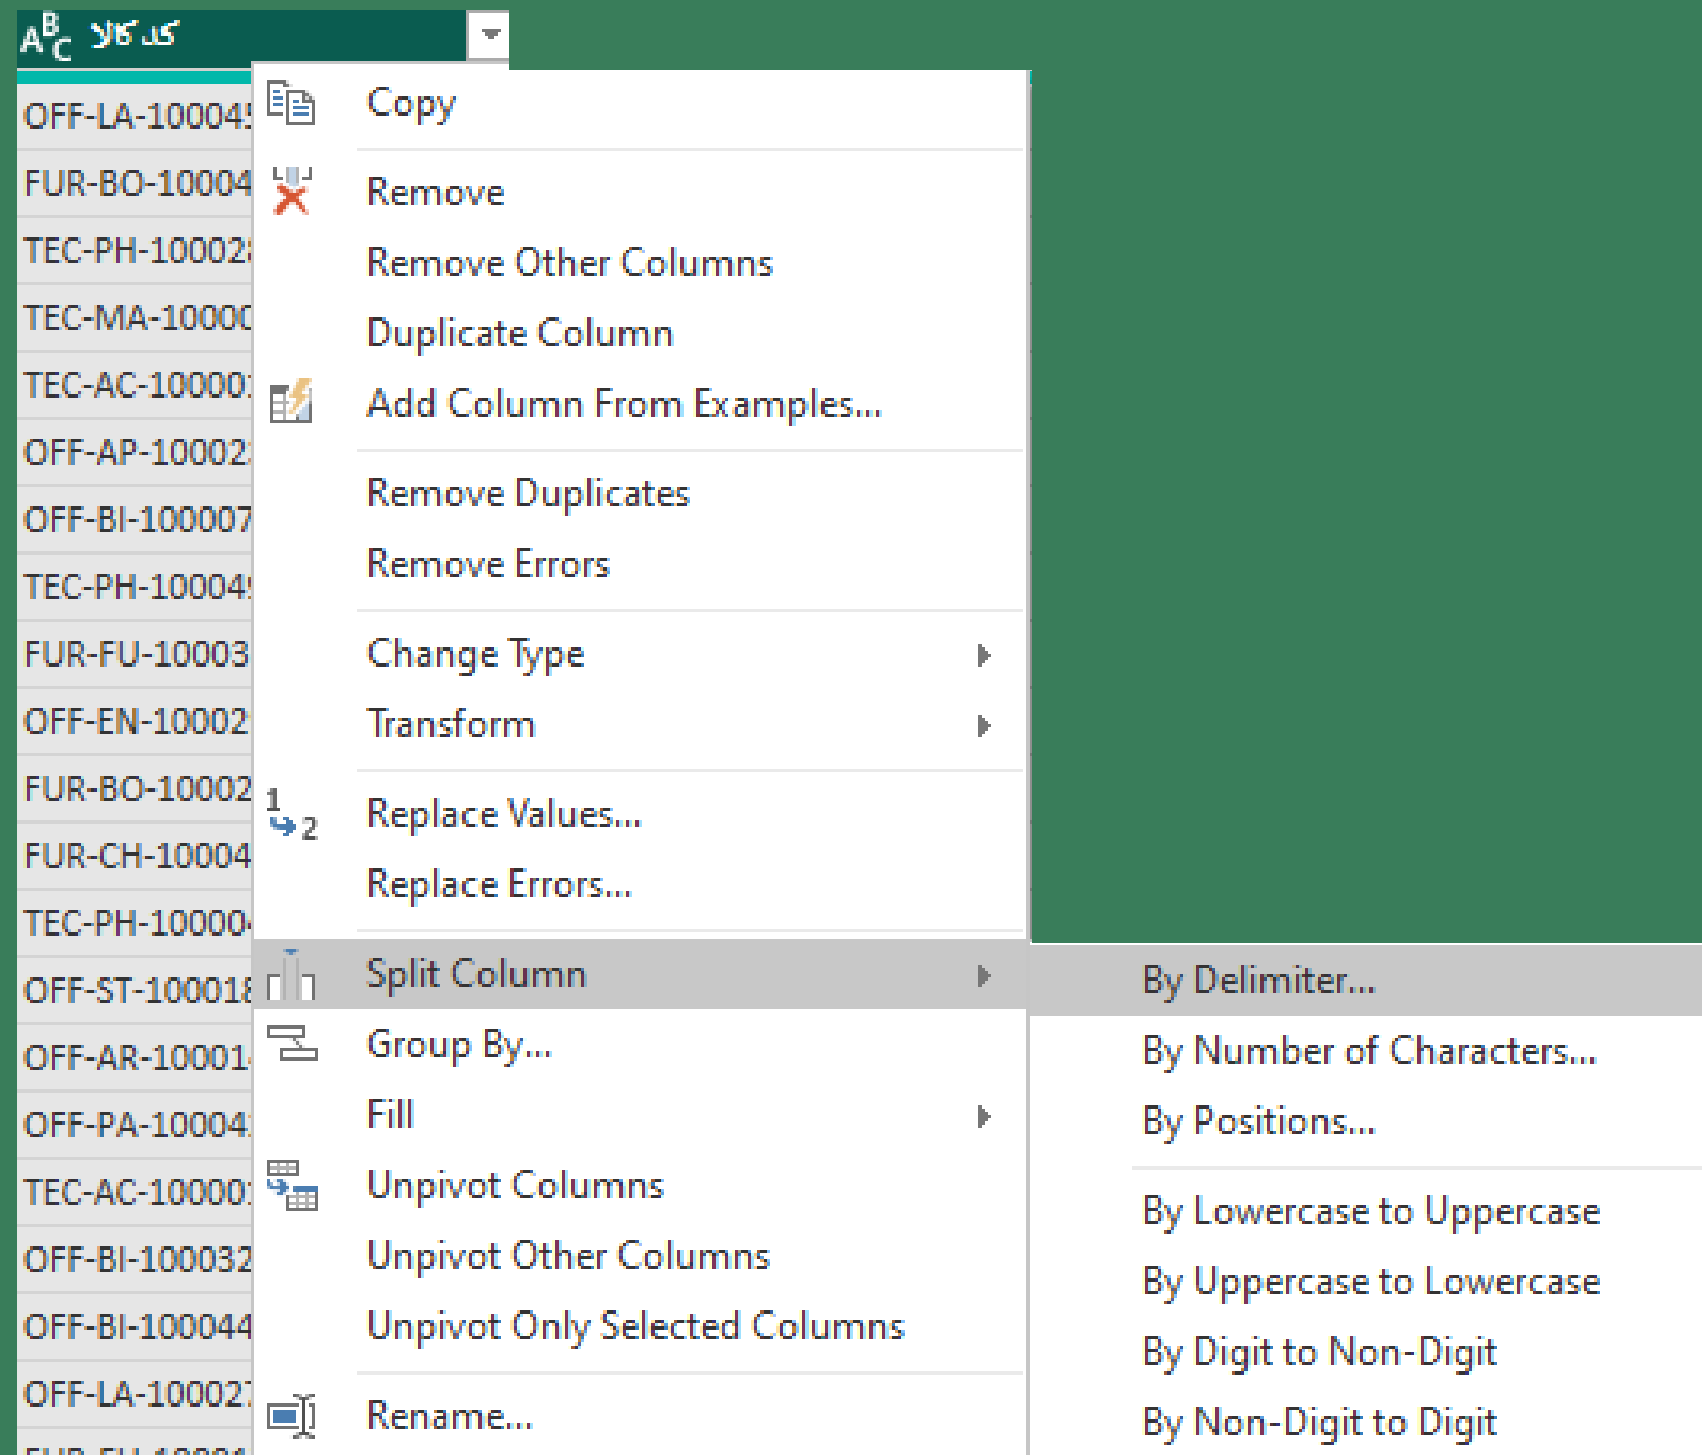 ABC کد کالا
OFF-LA-10004
FUR-BO-10004
TEC-PH-10002
TEC-MA-1000
TEC-AC-10000
OFF-AP-10002
OFF-BI-100007
TEC-PH-10004
FUR-FU-10003
OFF-EN-10002
FUR-BO-10002
FUR-CH-10004
TEC-PH-10000
OFF-ST-10001
OFF-AR-10001
OFF-PA-10004
TEC-AC-10000
OFF-BI-100032
OFF-BI-100044
OFF-LA-10002
Copy
Remove
Remove Other Columns
Duplicate Column
Add Column From Examples...
Remove Duplicates
Remove Errors
Change Type
Transform
1 2
Replace Values...
Replace Errors...
Split Column
Group By...
Fill
Unpivot Columns
Unpivot Other Columns
Unpivot Only Selected Columns
Rename...
By Delimiter...
By Number of Characters...
By Positions...
By Lowercase to Uppercase
By Uppercase to Lowercase
By Digit to Non-Digit
By Non-Digit to Digit